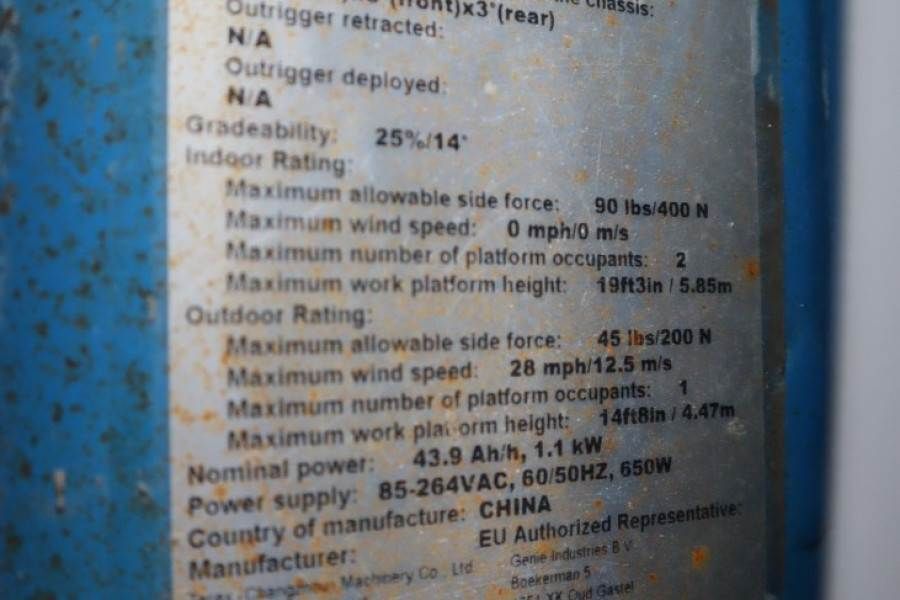 chassis:
(front)x3°(rear)
Outrigger retracted:
N/A
Outrigger deployed:
N/A
Gradeability: 25%/14°
Indoor Rating:
Maximum allowable side force: 90 lbs/400 N
Maximum wind speed: 0 mph/0 m/s
Maximum number of platform occupants: 2
Maximum work platform height: 19ft3in / 5.85m
Outdoor Rating:
Maximum allowable side force: 45 lbs/200 N
Maximum wind speed: 28 mph/12.5 m/s
Maximum number of platform occupants: 1
Maximum work platform height: 14ft8in / 4.47m
Nominal power: 43.9 Ah/h, 1.1 kW
Power supply: 85-264VAC, 60/50HZ, 650W
Country of manufacture: CHINA
Manufacturer: EU Authorized Representative:
Machinery Co., Ltd Genie Industries B V
Boekerman 5
XK Oud Gastel